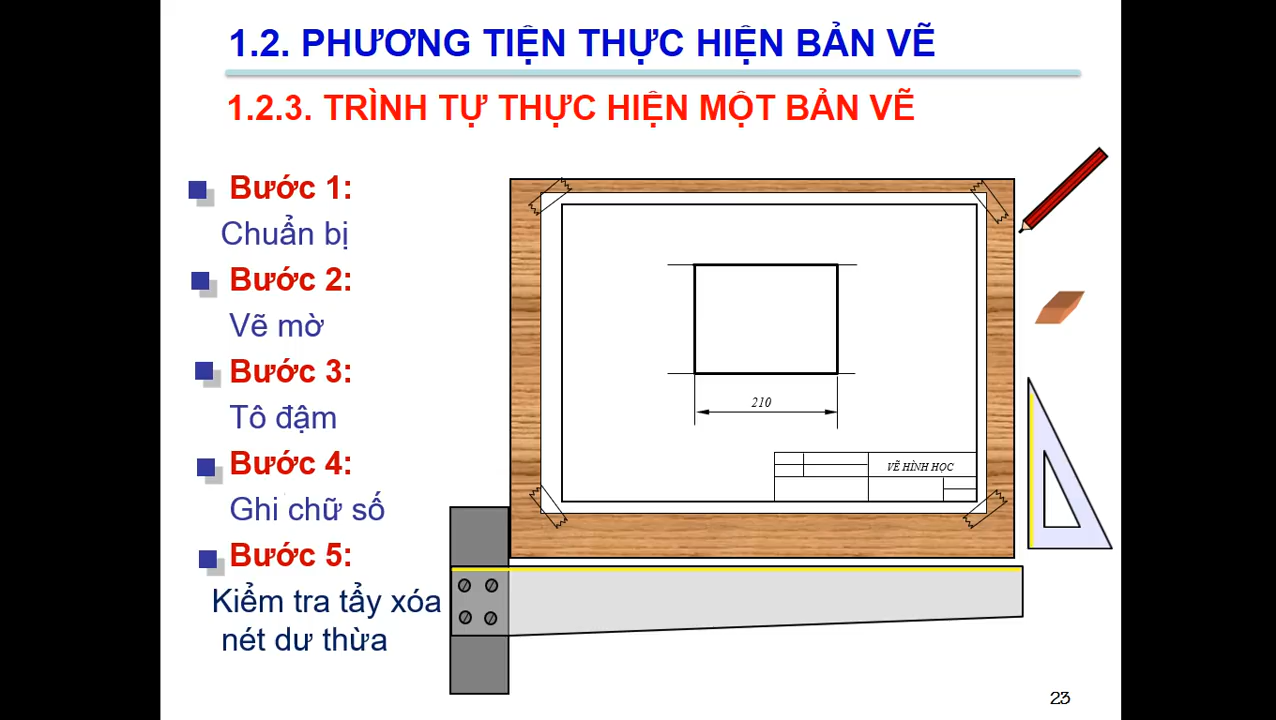 1.2. PHƯƠNG TIỆN THỰC HIỆN BẢN VẼ
1.2.3. TRÌNH TỰ THỰC HIỆN MỘT BẢN VẼ
Bước 1:
Chuẩn bị
Bước 2:
Vẽ mờ
Bước 3:
Tô đậm
Bước 4:
Ghi chữ số
Bước 5:
Kiểm tra tẩy xóa
nét dư thừa
210
VẼ HÌNH HỌC
23